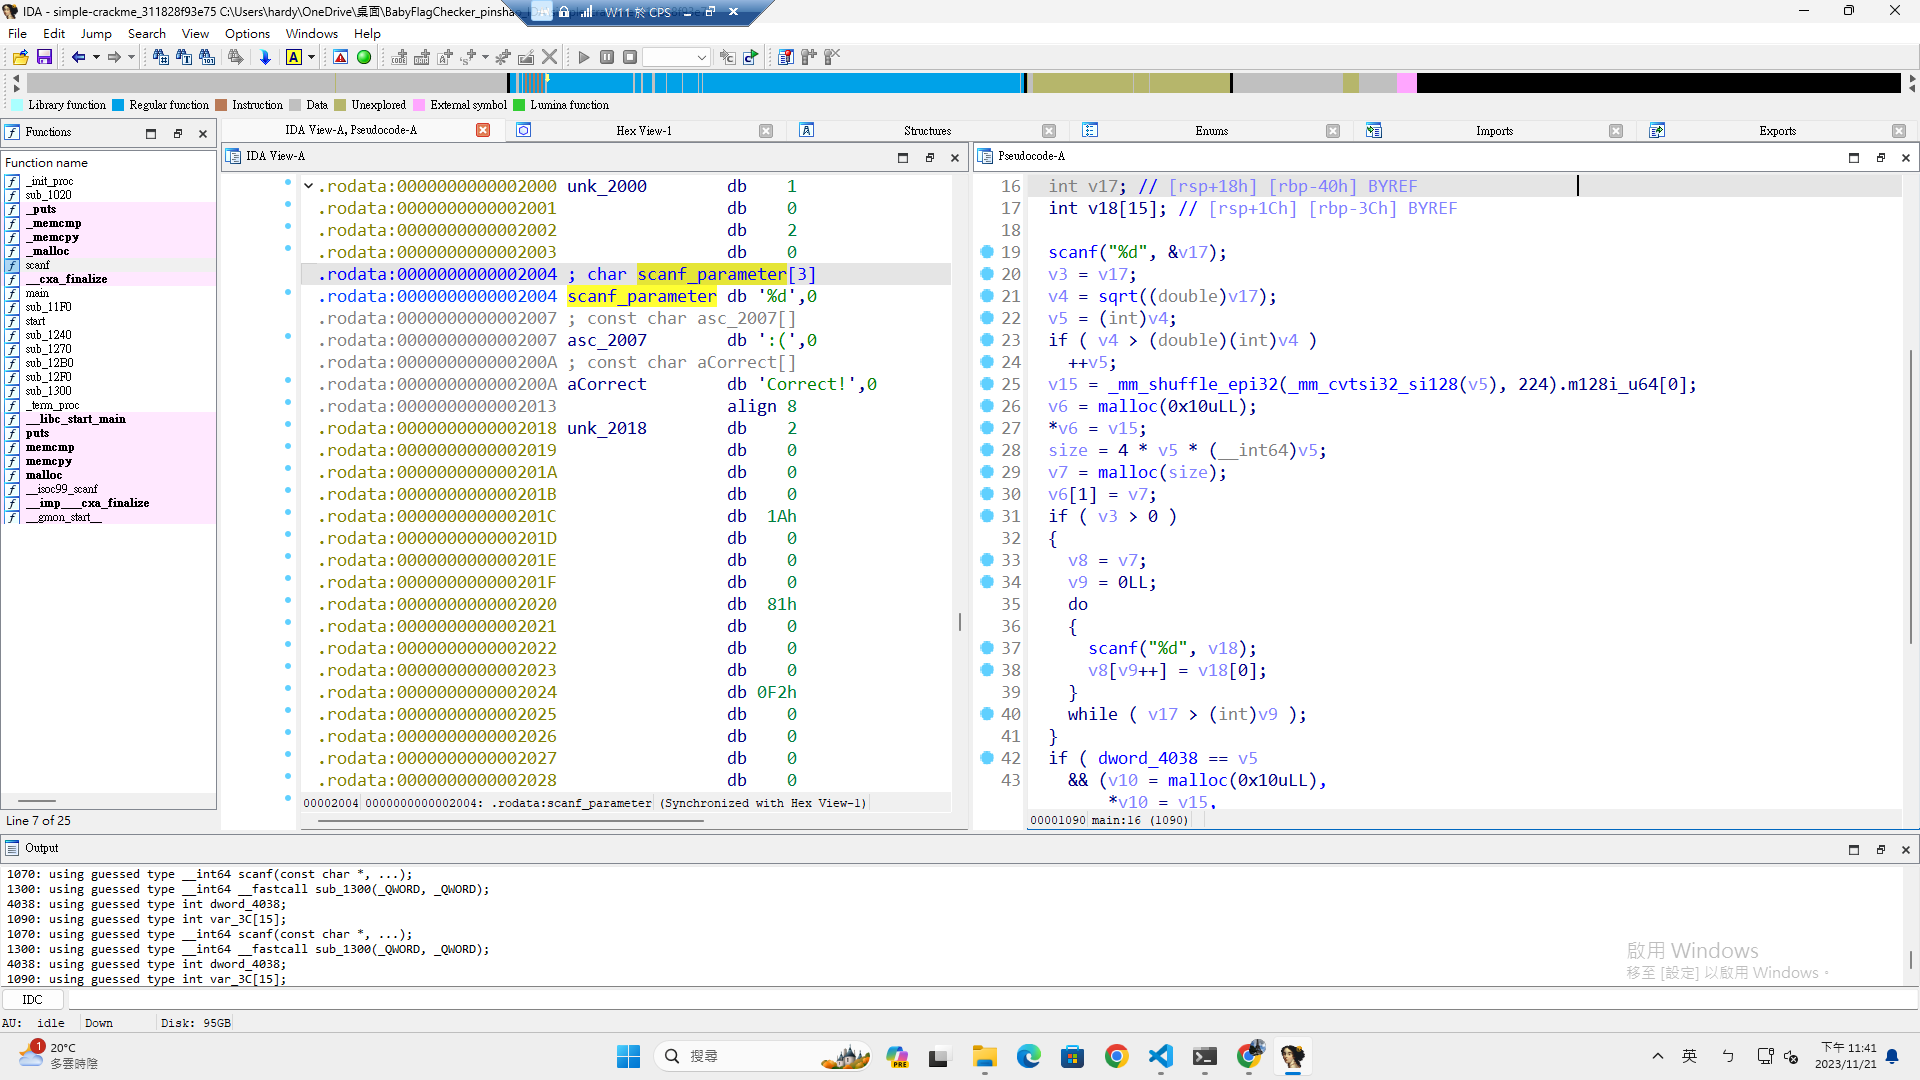 IDA - simple-crackme_311828f93e75 C:\Users\hardy\OneDrive\桌面\BabyFlagChecker_pinshao
W11 於 CPS
File Edit Jump Search View Options Windows Help
Library function Regular function Instruction Data Unexplored External symbol Lumina function
Functions
IDA View-A, Pseudocode-A
Hex View-1
Structures
Enums
Imports
Exports
Function name
_init_proc
sub_1020
_puts
_memcmp
_memcpy
_malloc
scanf
__cxa_finalize
main
sub_11F0
start
sub_1240
sub_1270
sub_12B0
sub_12F0
sub_1300
_term_proc
__libc_start_main
puts
memcmp
memcpy
malloc
__isoc99_scanf
__imp___cxa_finalize
__gmon_start__
Line 7 of 25
IDA View-A
.rodata:0000000000002000 unk_2000 db 1
.rodata:0000000000002001 db 0
.rodata:0000000000002002 db 2
.rodata:0000000000002003 db 0
.rodata:0000000000002004 ; char scanf_parameter[3]
.rodata:0000000000002004 scanf_parameter db '%d',0
.rodata:0000000000002007 ; const char asc_2007[]
.rodata:0000000000002007 asc_2007 db ':(',0
.rodata:000000000000200A ; const char aCorrect[]
.rodata:000000000000200A aCorrect db 'Correct!',0
.rodata:0000000000002013 align 8
.rodata:0000000000002018 unk_2018 db 2
.rodata:0000000000002019 db 0
.rodata:000000000000201A db 0
.rodata:000000000000201B db 0
.rodata:000000000000201C db 1Ah
.rodata:000000000000201D db 0
.rodata:000000000000201E db 0
.rodata:000000000000201F db 0
.rodata:0000000000002020 db 81h
.rodata:0000000000002021 db 0
.rodata:0000000000002022 db 0
.rodata:0000000000002023 db 0
.rodata:0000000000002024 db 0F2h
.rodata:0000000000002025 db 0
.rodata:0000000000002026 db 0
.rodata:0000000000002027 db 0
.rodata:0000000000002028 db 0
00002004 0000000000002004: .rodata:scanf_parameter (Synchronized with Hex View-1)
Pseudocode-A
16 int v17; // [rsp+18h] [rbp-40h] BYREF
17 int v18[15]; // [rsp+1Ch] [rbp-3Ch] BYREF
18
19 scanf("%d", &v17);
20 v3 = v17;
21 v4 = sqrt((double)v17);
22 v5 = (int)v4;
23 if ( v4 > (double)(int)v4 )
24 ++v5;
25 v15 = _mm_shuffle_epi32(_mm_cvtsi32_si128(v5), 224).m128i_u64[0];
26 v6 = malloc(0x10uLL);
27 *v6 = v15;
28 size = 4 * v5 * (__int64)v5;
29 v7 = malloc(size);
30 v6[1] = v7;
31 if ( v3 > 0 )
32 {
33 v8 = v7;
34 v9 = 0LL;
35 do
36 {
37 scanf("%d", v18);
38 v8[v9++] = v18[0];
39 }
40 while ( v17 > (int)v9 );
41 }
42 if ( dword_4038 == v5
43 && (v10 = malloc(0x10uLL),
*v10 = v15,
00001090 main:16 (1090)
Output
1070: using guessed type __int64 scanf(const char *, ...);
1300: using guessed type __int64 __fastcall sub_1300(_QWORD, _QWORD);
4038: using guessed type int dword_4038;
1090: using guessed type int var_3C[15];
1070: using guessed type __int64 scanf(const char *, ...);
1300: using guessed type __int64 __fastcall sub_1300(_QWORD, _QWORD);
4038: using guessed type int dword_4038;
1090: using guessed type int var_3C[15];
啟用 Windows
移至 [設定] 以啟用 Windows。
IDC
AU: idle Down Disk: 95GB
1
20°C
多雲時陰
搜尋
PRE
英
ㄅ
下午 11:41
2023/11/21